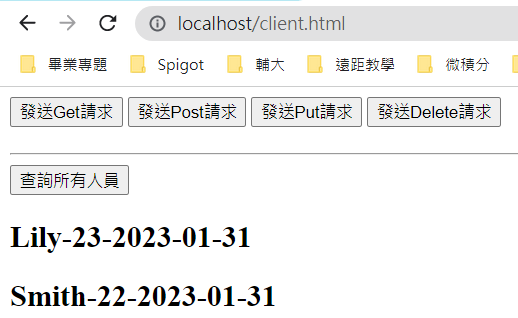 localhost/client.html
畢業專題 Spigot 輔大 遠距教學 微積分
發送Get請求 發送Post請求 發送Put請求 發送Delete請求
查詢所有人員
Lily-23-2023-01-31
Smith-22-2023-01-31